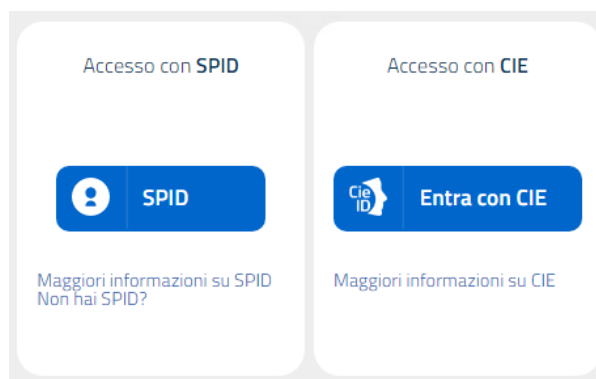 Accesso con SPID
SPID
Maggiori informazioni su SPID
Non hai SPID?
Accesso con CIE
Cie
ID
Entra con CIE
Maggiori informazioni su CIE